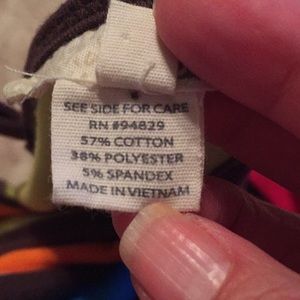 SEE SIDE FOR CARE
RN #94829
57% COTTON
38% POLYESTER
5% SPANDEX
MADE IN VIETNAM